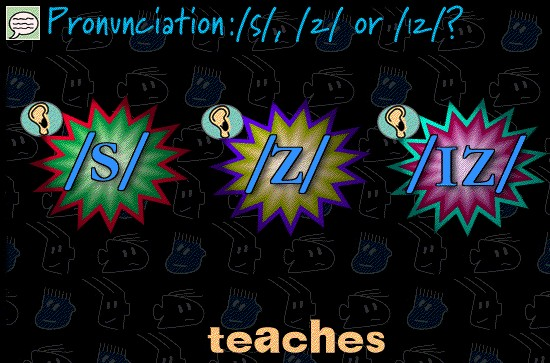 Pronunciation:/s/, /z/ or /ɪz/?
/s/ /z/ /ɪz/
teaches